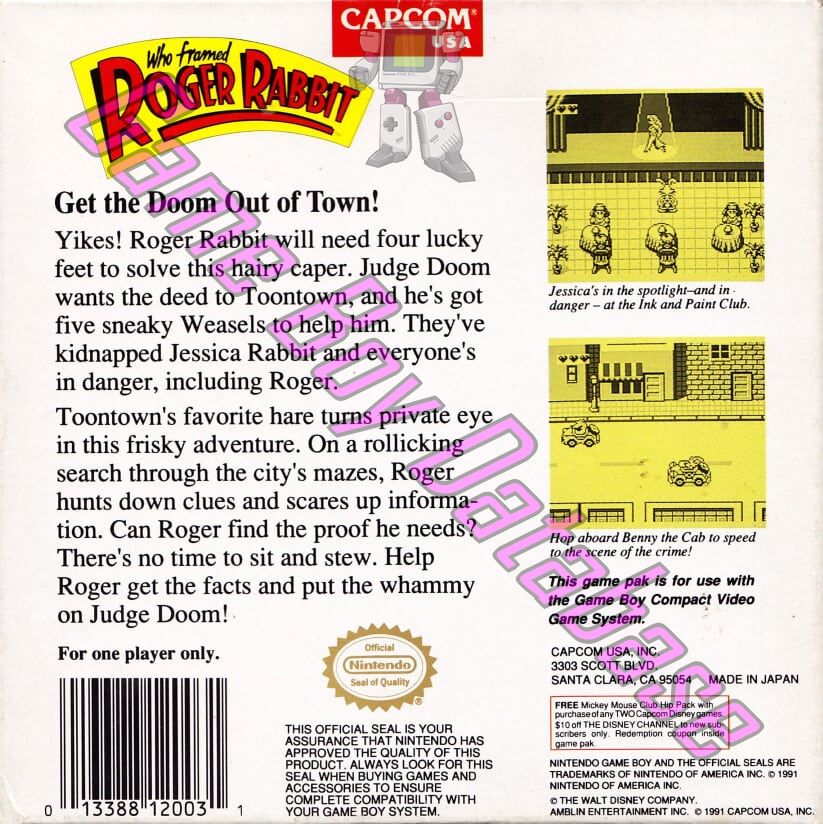 CAPCOM®
USA
Who Framed
ROGER RABBIT™
Get the Doom Out of Town!
Yikes! Roger Rabbit will need four lucky
feet to solve this hairy caper. Judge Doom
wants the deed to Toontown, and he's got
five sneaky Weasels to help him. They've
kidnapped Jessica Rabbit and everyone's
in danger, including Roger.
Toontown's favorite hare turns private eye
in this frisky adventure. On a rollicking
search through the city's mazes, Roger
hunts down clues and scares up informa-
tion. Can Roger find the proof he needs?
There's no time to sit and stew. Help
Roger get the facts and put the whammy
on Judge Doom!
For one player only.
0 13388 12003 1
Official
Nintendo
Seal of Quality
®
THIS OFFICIAL SEAL IS YOUR
ASSURANCE THAT NINTENDO HAS
APPROVED THE QUALITY OF THIS
PRODUCT. ALWAYS LOOK FOR THIS
SEAL WHEN BUYING GAMES AND
ACCESSORIES TO ENSURE
COMPLETE COMPATIBILITY WITH
YOUR GAME BOY SYSTEM.
Jessica's in the spotlight–and in
danger – at the Ink and Paint Club.
Hop aboard Benny the Cab to speed
to the scene of the crime!
This game pak is for use with
the Game Boy Compact Video
Game System.
CAPCOM USA, INC.
3303 SCOTT BLVD.
SANTA CLARA, CA 95054 MADE IN JAPAN
FREE Mickey Mouse Club Hip Pack with
purchase of any TWO Capcom Disney games.
$10 off THE DISNEY CHANNEL to new sub-
scribers only. Redemption coupon inside
game pak.
NINTENDO GAME BOY AND THE OFFICIAL SEALS ARE
TRADEMARKS OF NINTENDO OF AMERICA INC. © 1991
NINTENDO OF AMERICA INC.
© THE WALT DISNEY COMPANY.
AMBLIN ENTERTAINMENT INC. © 1991 CAPCOM USA, INC.
Game Boy Database